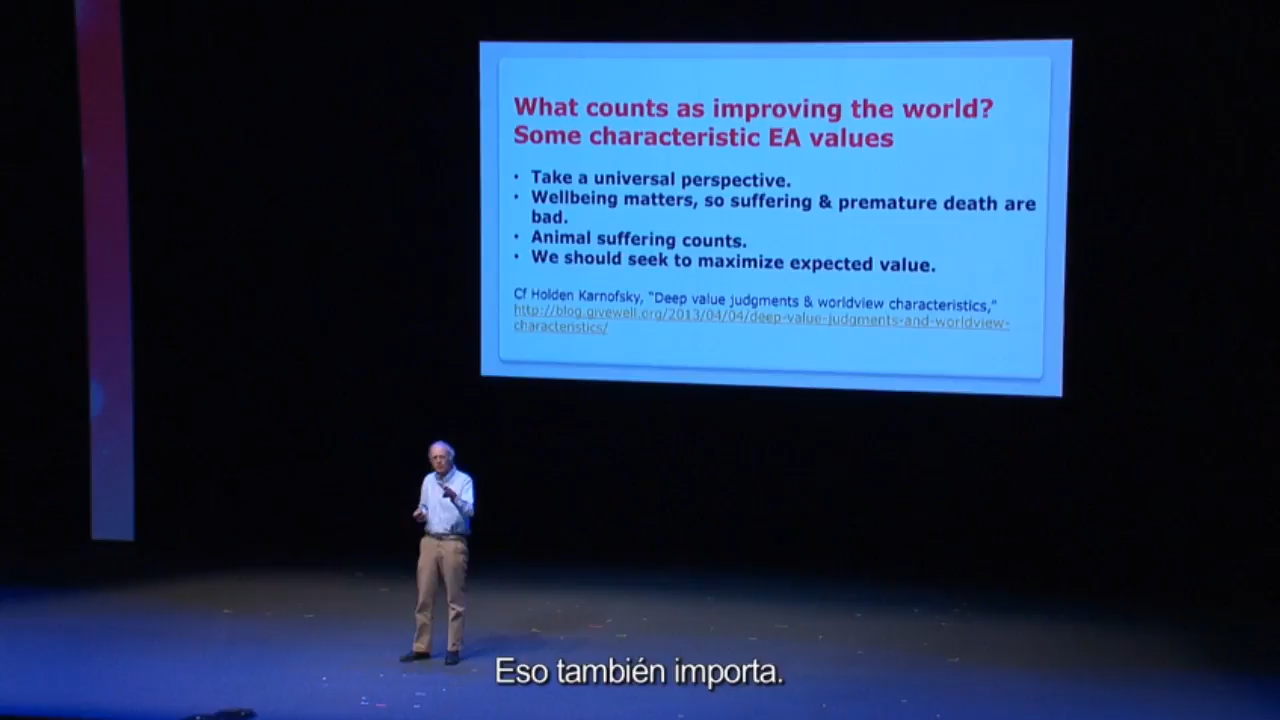 What counts as improving the world?
Some characteristic EA values
• Take a universal perspective.
• Wellbeing matters, so suffering & premature death are
bad.
• Animal suffering counts.
• We should seek to maximize expected value.
Cf Holden Karnofsky, “Deep value judgments & worldview characteristics,”
http://blog.givewell.org/2013/04/04/deep-value-judgments-and-worldview-
characteristics/
Eso también importa.